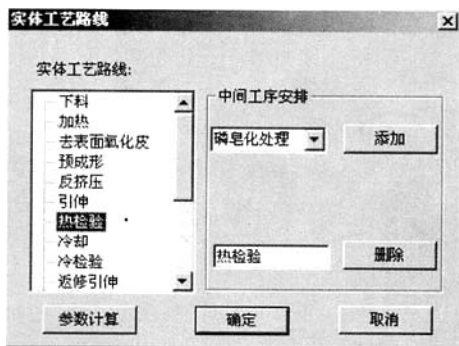 实体工艺路线
实体工艺路线:
下料
加热
去表面氧化皮
预成形
反挤压
引伸
热检验
冷却
冷检验
返修引伸
中间工序安排
磷皂化处理
添加
热检验
删除
参数计算
确定
取消